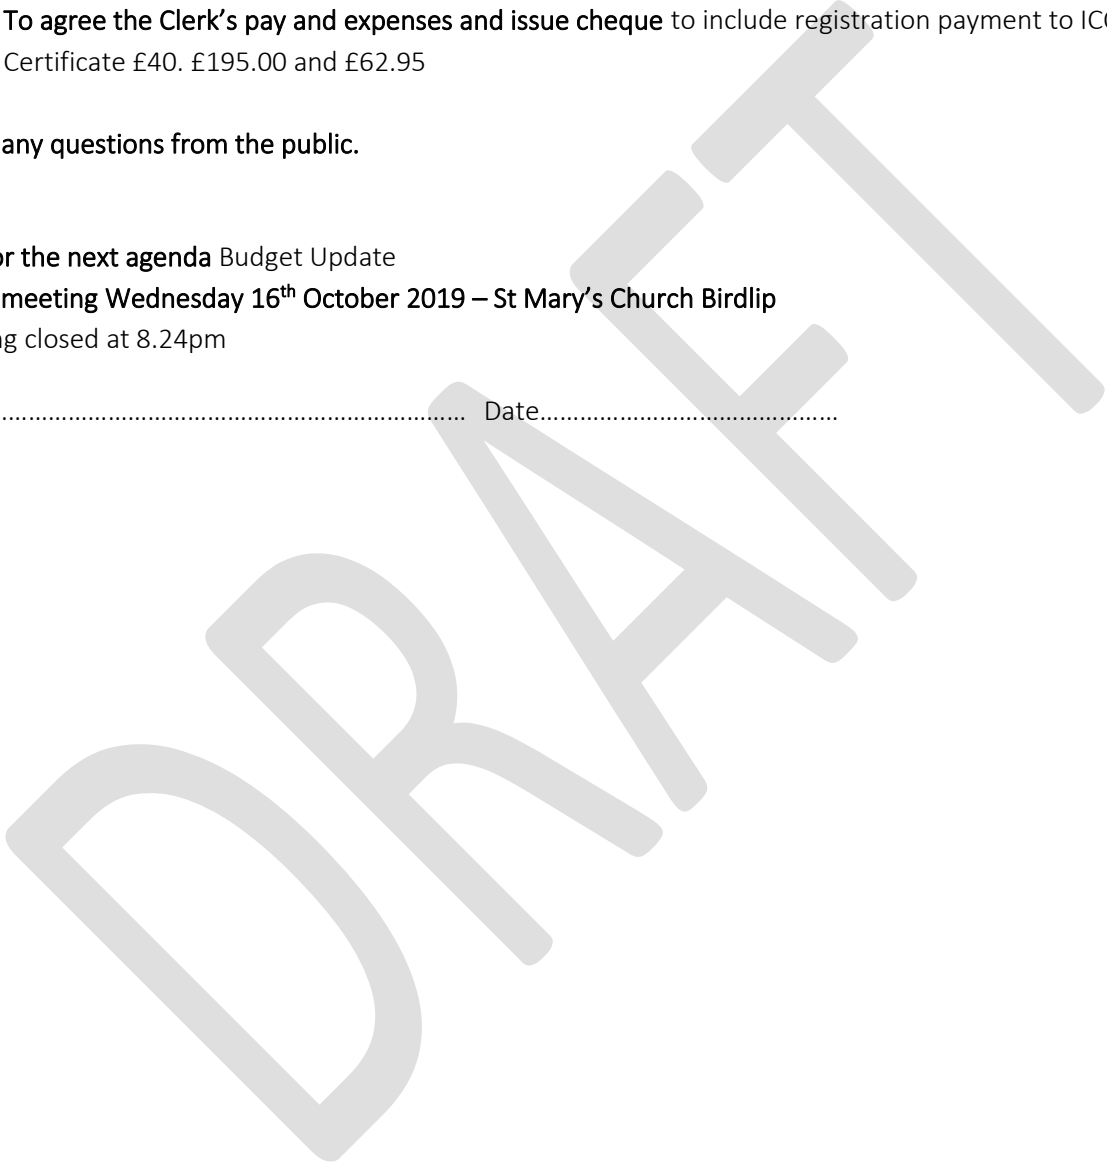 To agree the Clerk’s pay and expenses and issue cheque to include registration payment to
Certificate £40. £195.00 and £62.95
any questions from the public.
the next agenda Budget Update
meeting Wednesday 16th October 2019 – St Mary’s Church Birdlip
closed at 8.24pm
........................................................................ Date.............................................
DRAFT